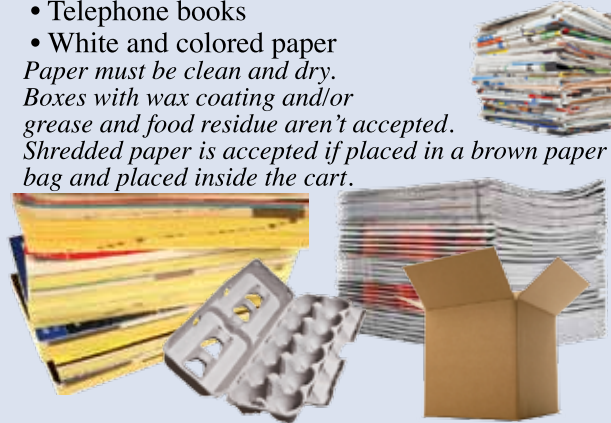 • Telephone books
• White and colored paper
Paper must be clean and dry.
Boxes with wax coating and/or
grease and food residue aren't accepted.
Shredded paper is accepted if placed in a brown paper
bag and placed inside the cart.